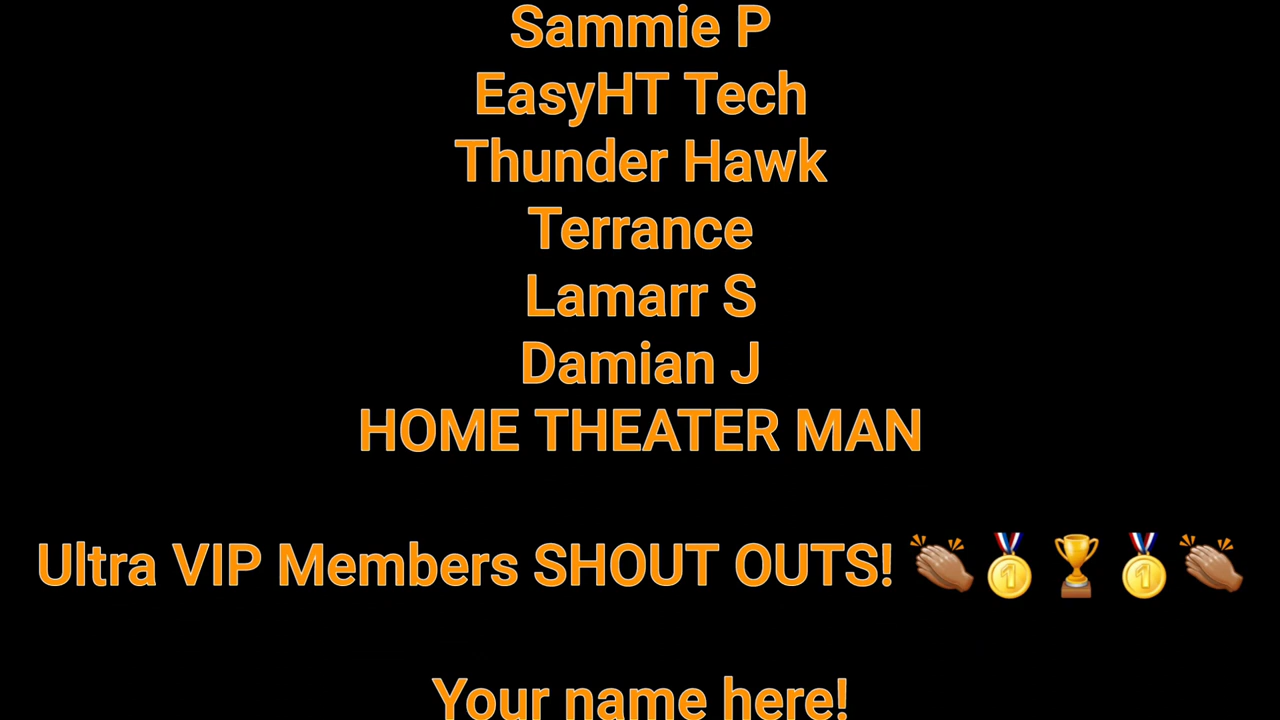 Sammie P
EasyHT Tech
Thunder Hawk
Terrance
Lamarr S
Damian J
HOME THEATER MAN
Ultra VIP Members SHOUT OUTS! 👏🏽🥇🏆🥇👏🏽
Your name here!